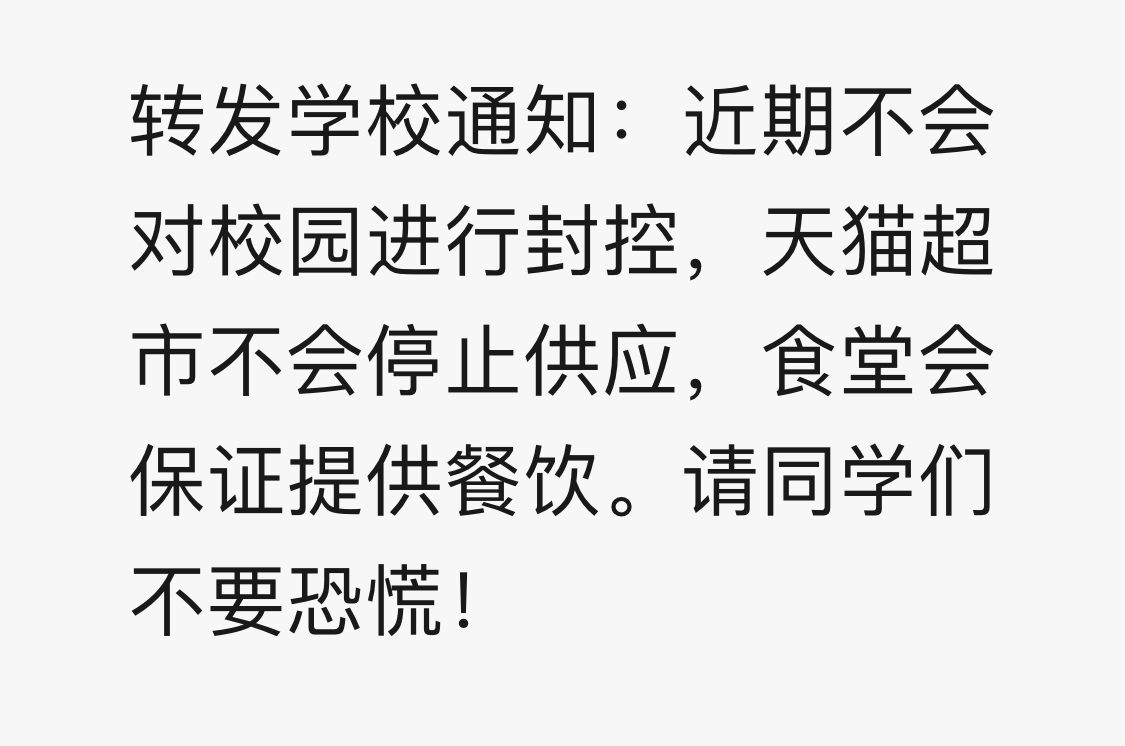 转发学校通知：近期不会
对校园进行封控，天猫超
市不会停止供应，食堂会
保证提供餐饮。请同学们
不要恐慌！